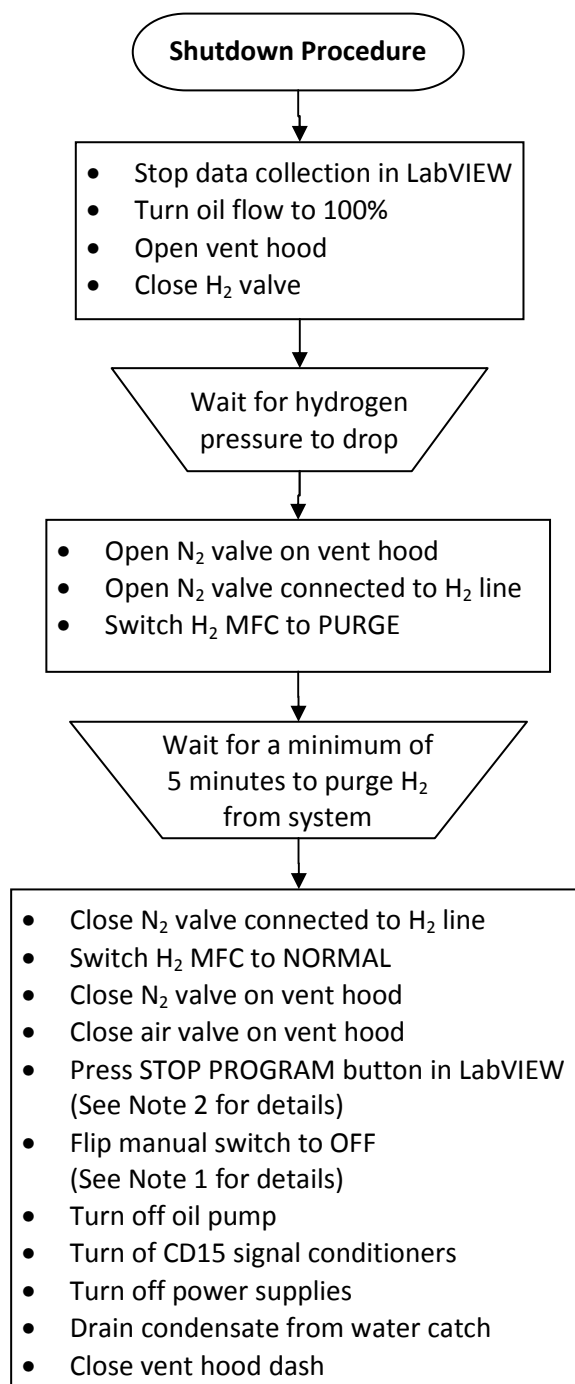 Shutdown Procedure
• Stop data collection in LabVIEW
• Turn oil flow to 100%
• Open vent hood
• Close H₂ valve
Wait for hydrogen
pressure to drop
• Open N₂ valve on vent hood
• Open N₂ valve connected to H₂ line
• Switch H₂ MFC to PURGE
Wait for a minimum of
5 minutes to purge H₂
from system
• Close N₂ valve connected to H₂ line
• Switch H₂ MFC to NORMAL
• Close N₂ valve on vent hood
• Close air valve on vent hood
• Press STOP PROGRAM button in LabVIEW
(See Note 2 for details)
• Flip manual switch to OFF
(See Note 1 for details)
• Turn off oil pump
• Turn of CD15 signal conditioners
• Turn off power supplies
• Drain condensate from water catch
• Close vent hood dash